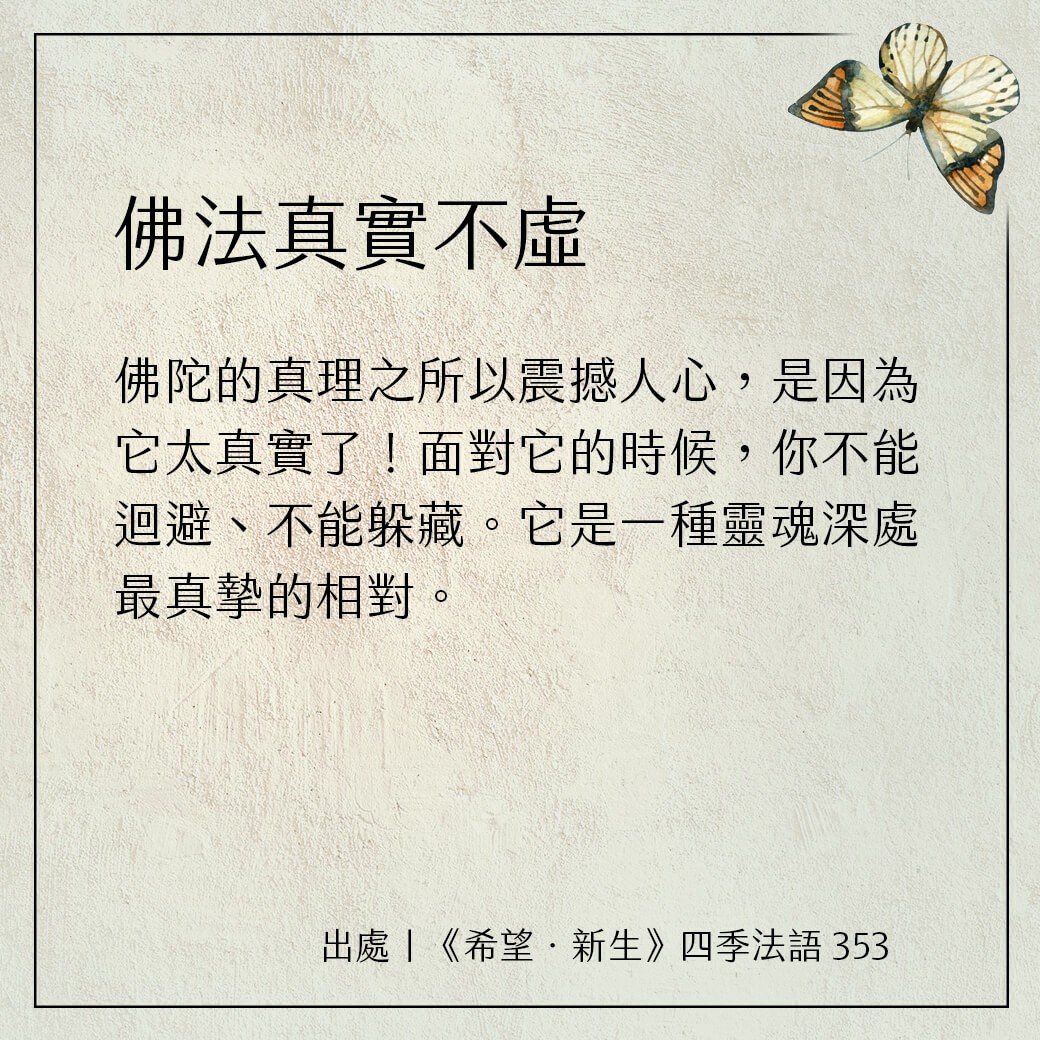 佛法真實不虛
佛陀的真理之所以震撼人心，是因為
它太真實了！面對它的時候，你不能
迴避、不能躲藏。它是一種靈魂深處
最真摯的相對。
出處｜《希望．新生》四季法語 353